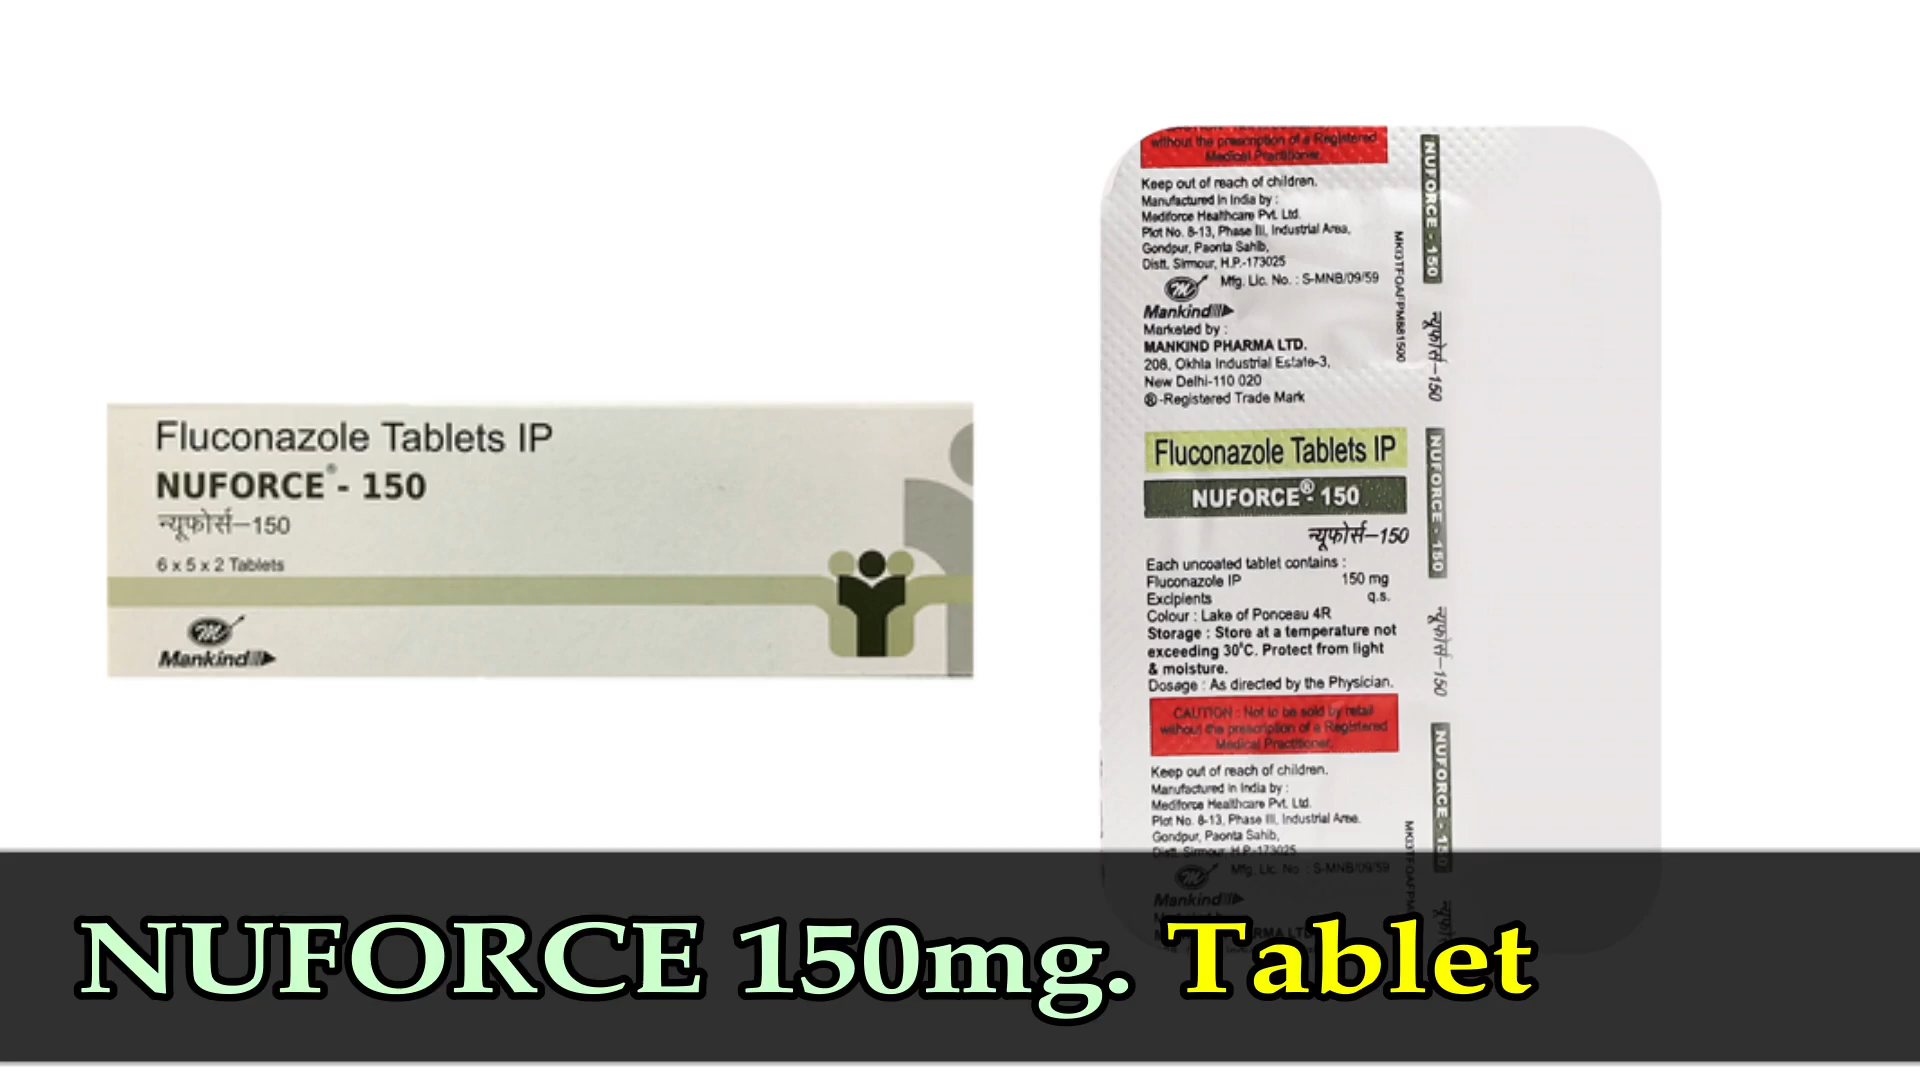 Fluconazole Tablets IP
NUFORCE® - 150
न्यूफोर्स–150
6 x 5 x 2 Tablets
Mankind
without the prescription of a Registered
Medical Practitioner.
Keep out of reach of children.
Manufactured in India by :
Mediforce Healthcare Pvt. Ltd.
Plot No. 8-13, Phase III, Industrial Area,
Gondpur, Paonta Sahib,
Distt. Sirmour, H.P.-173025
Mfg. Lic. No. : S-MNB/09/59
Mankind
Marketed by :
MANKIND PHARMA LTD.
208, Okhla Industrial Estate-3,
New Delhi-110 020
®-Registered Trade Mark
Fluconazole Tablets IP
NUFORCE®- 150
न्यूफोर्स–150
Each uncoated tablet contains :
Fluconazole IP 150 mg
Excipients q.s.
Colour : Lake of Ponceau 4R
Storage : Store at a temperature not
exceeding 30°C. Protect from light
& moisture.
Dosage : As directed by the Physician.
CAUTION : Not to be sold by retail
without the prescription of a Registered
Medical Practitioner.
Keep out of reach of children.
Manufactured in India by :
Mediforce Healthcare Pvt. Ltd.
Plot No. 8-13, Phase III, Industrial Area.
Gondpur, Paonta Sahib,
Distt. Sirmour, H.P.-173025
Mfg. Lic. No. : S-MNB/09/59
Mankind
NUFORCE - 150
न्यूफोर्स–150
NUFORCE - 150
न्यूफोर्स–150
NUFORCE - 150
NUFORCE 150mg. Tablet